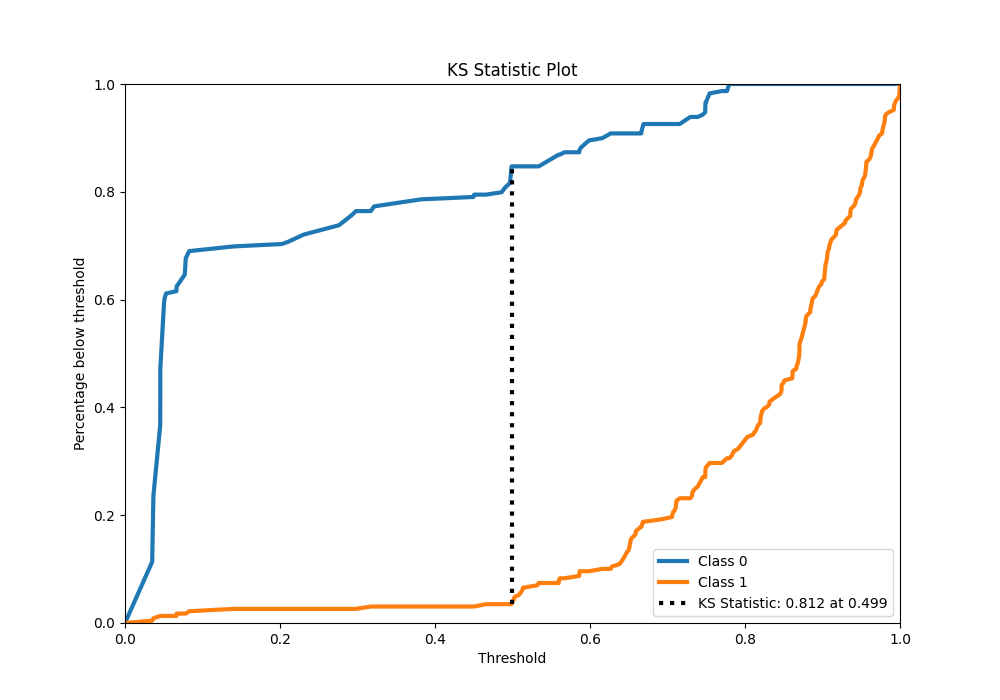 KS Statistic Plot
Percentage below threshold
1.0
0.8
0.6
0.4
0.2
0.0
0.0 0.2 0.4 0.6 0.8 1.0
Threshold
Class 0
Class 1
KS Statistic: 0.812 at 0.499